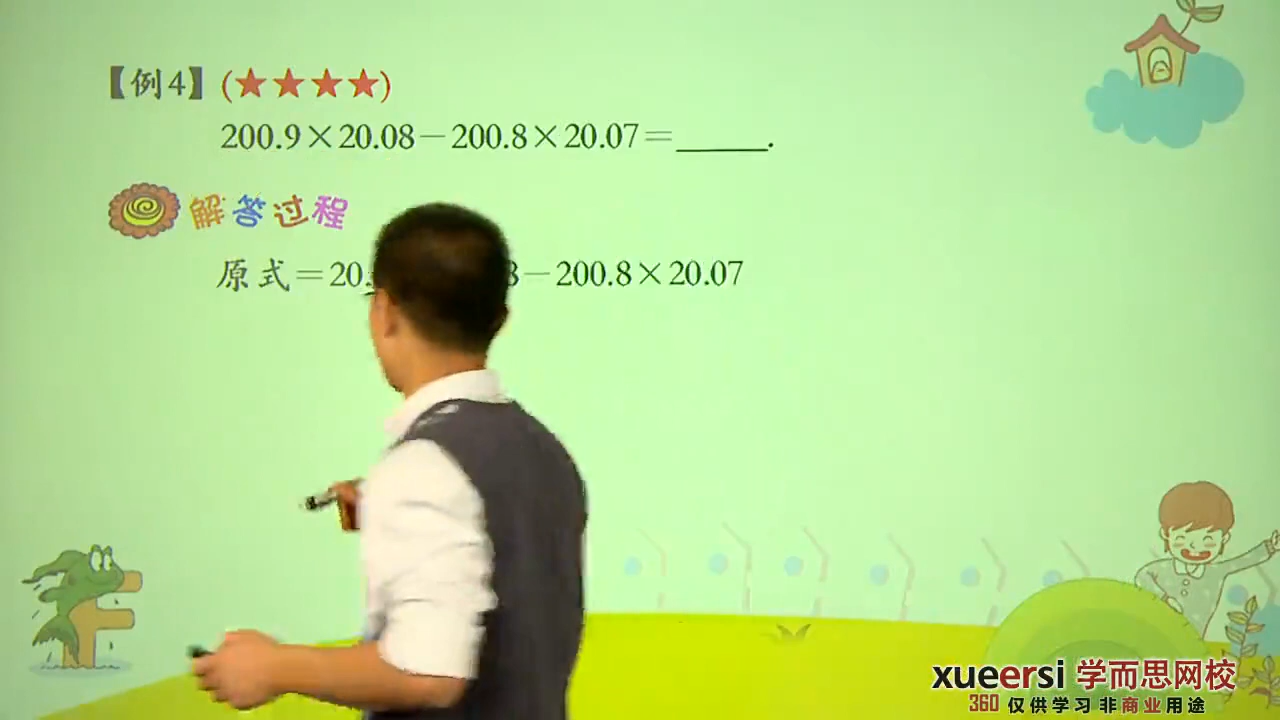 【例4】(★★★★)
200.9×20.08－200.8×20.07＝_____.
解答过程
原式＝20. 8－200.8×20.07
xueersi 学而思网校
360 仅供学习 非商业用途